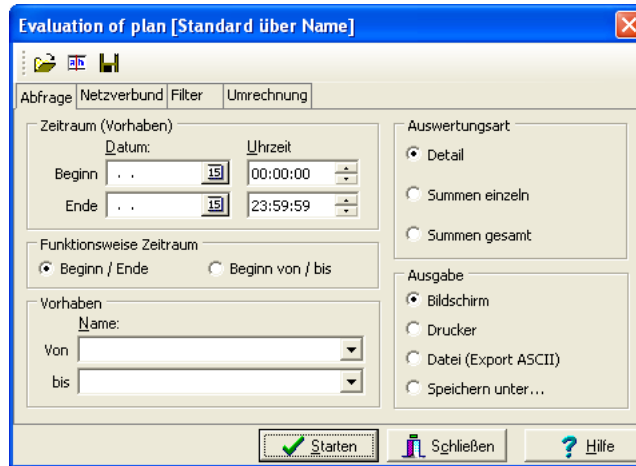 Evaluation of plan [Standard über Name]
Abfrage Netzverbund Filter Umrechnung
Zeitraum (Vorhaben)
Datum: Uhrzeit
Beginn . . 15 00:00:00
Ende . . 15 23:59:59
Funktionsweise Zeitraum
Beginn / Ende Beginn von / bis
Vorhaben
Name:
Von
bis
Auswertungsart
Detail
Summen einzeln
Summen gesamt
Ausgabe
Bildschirm
Drucker
Datei (Export ASCII)
Speichern unter...
Starten Schließen Hilfe